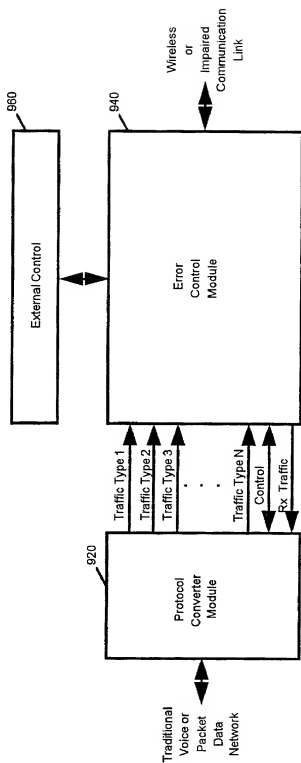 960
External Control
940
Error
Control
Module
Wireless
or
Impaired
Communication
Link
Traffic Type 1
Traffic Type 2
Traffic Type 3
. . .
Traffic Type N
Control
Rx Traffic
920
Protocol
Converter
Module
Traditional
Voice or
Packet
Data
Network